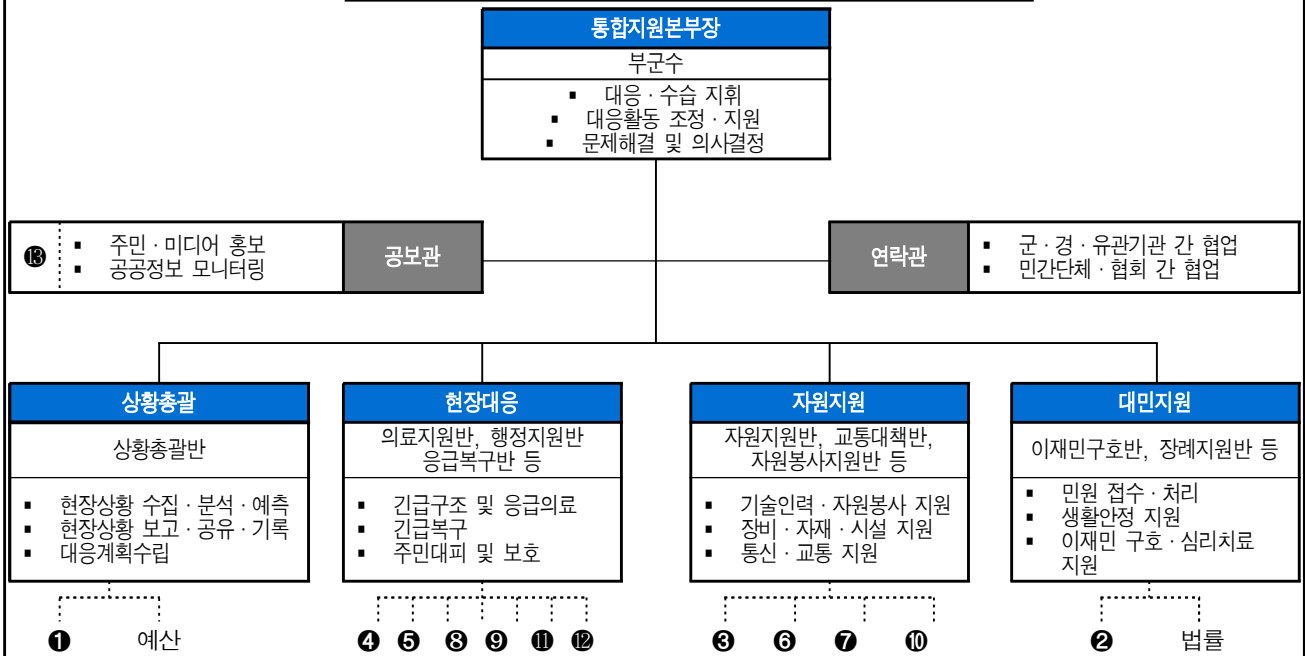 통합지원본부장
부군수
▪ 대응·수습 지휘
▪ 대응활동 조정·지원
▪ 문제해결 및 의사결정
⓭
▪ 주민·미디어 홍보
▪ 공공정보 모니터링
공보관
연락관
▪ 군·경·유관기관 간 협업
▪ 민간단체·협회 간 협업
상황총괄
상황총괄반
▪ 현장상황 수집·분석·예측
▪ 현장상황 보고·공유·기록
▪ 대응계획수립
❶ 예산
현장대응
의료지원반, 행정지원반
응급복구반 등
▪ 긴급구조 및 응급의료
▪ 긴급복구
▪ 주민대피 및 보호
❹ ❺ ❽ ❾ ⓫ ⓬
자원지원
자원지원반, 교통대책반,
자원봉사지원반 등
▪ 기술인력·자원봉사 지원
▪ 장비·자재·시설 지원
▪ 통신·교통 지원
❸ ❻ ❼ ❿
대민지원
이재민구호반, 장례지원반 등
▪ 민원 접수·처리
▪ 생활안정 지원
▪ 이재민 구호·심리치료
지원
❷ 법률